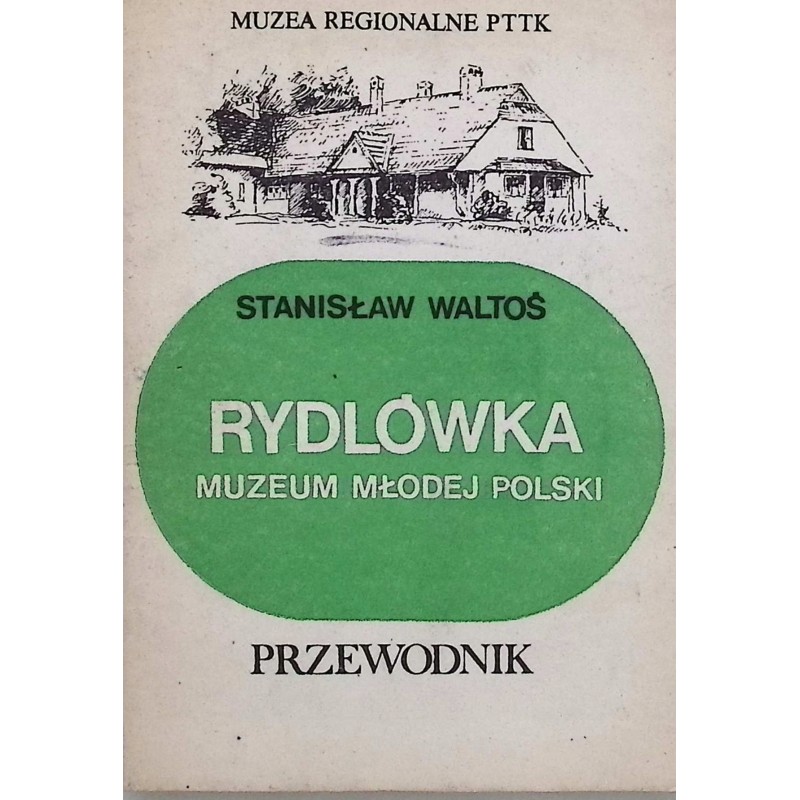 MUZEA REGIONALNE PTTK
STANISŁAW WALTOŚ
RYDLÓWKA
MUZEUM MŁODEJ POLSKI
PRZEWODNIK